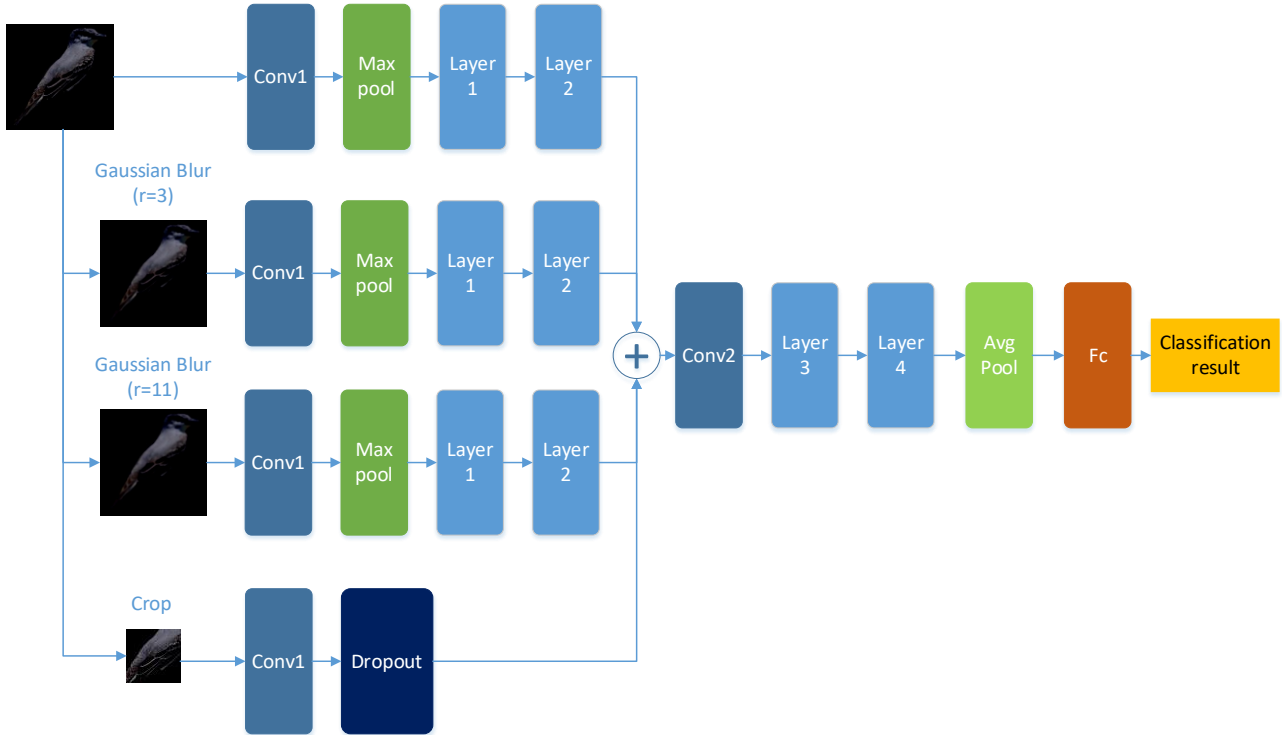 Conv1
Max
pool
Layer
1
Layer
2
Gaussian Blur
(r=3)
Conv1
Max
pool
Layer
1
Layer
2
Gaussian Blur
(r=11)
Conv1
Max
pool
Layer
1
Layer
2
Crop
Conv1
Dropout
+
Conv2
Layer
3
Layer
4
Avg
Pool
Fc
Classification
result